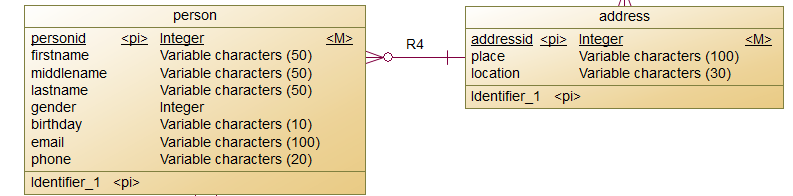 person
personid <pi> Integer <M>
firstname Variable characters (50)
middlename Variable characters (50)
lastname Variable characters (50)
gender Integer
birthday Variable characters (10)
email Variable characters (100)
phone Variable characters (20)
Identifier_1 <pi>
R4
address
addressid <pi> Integer <M>
place Variable characters (100)
location Variable characters (30)
Identifier_1 <pi>